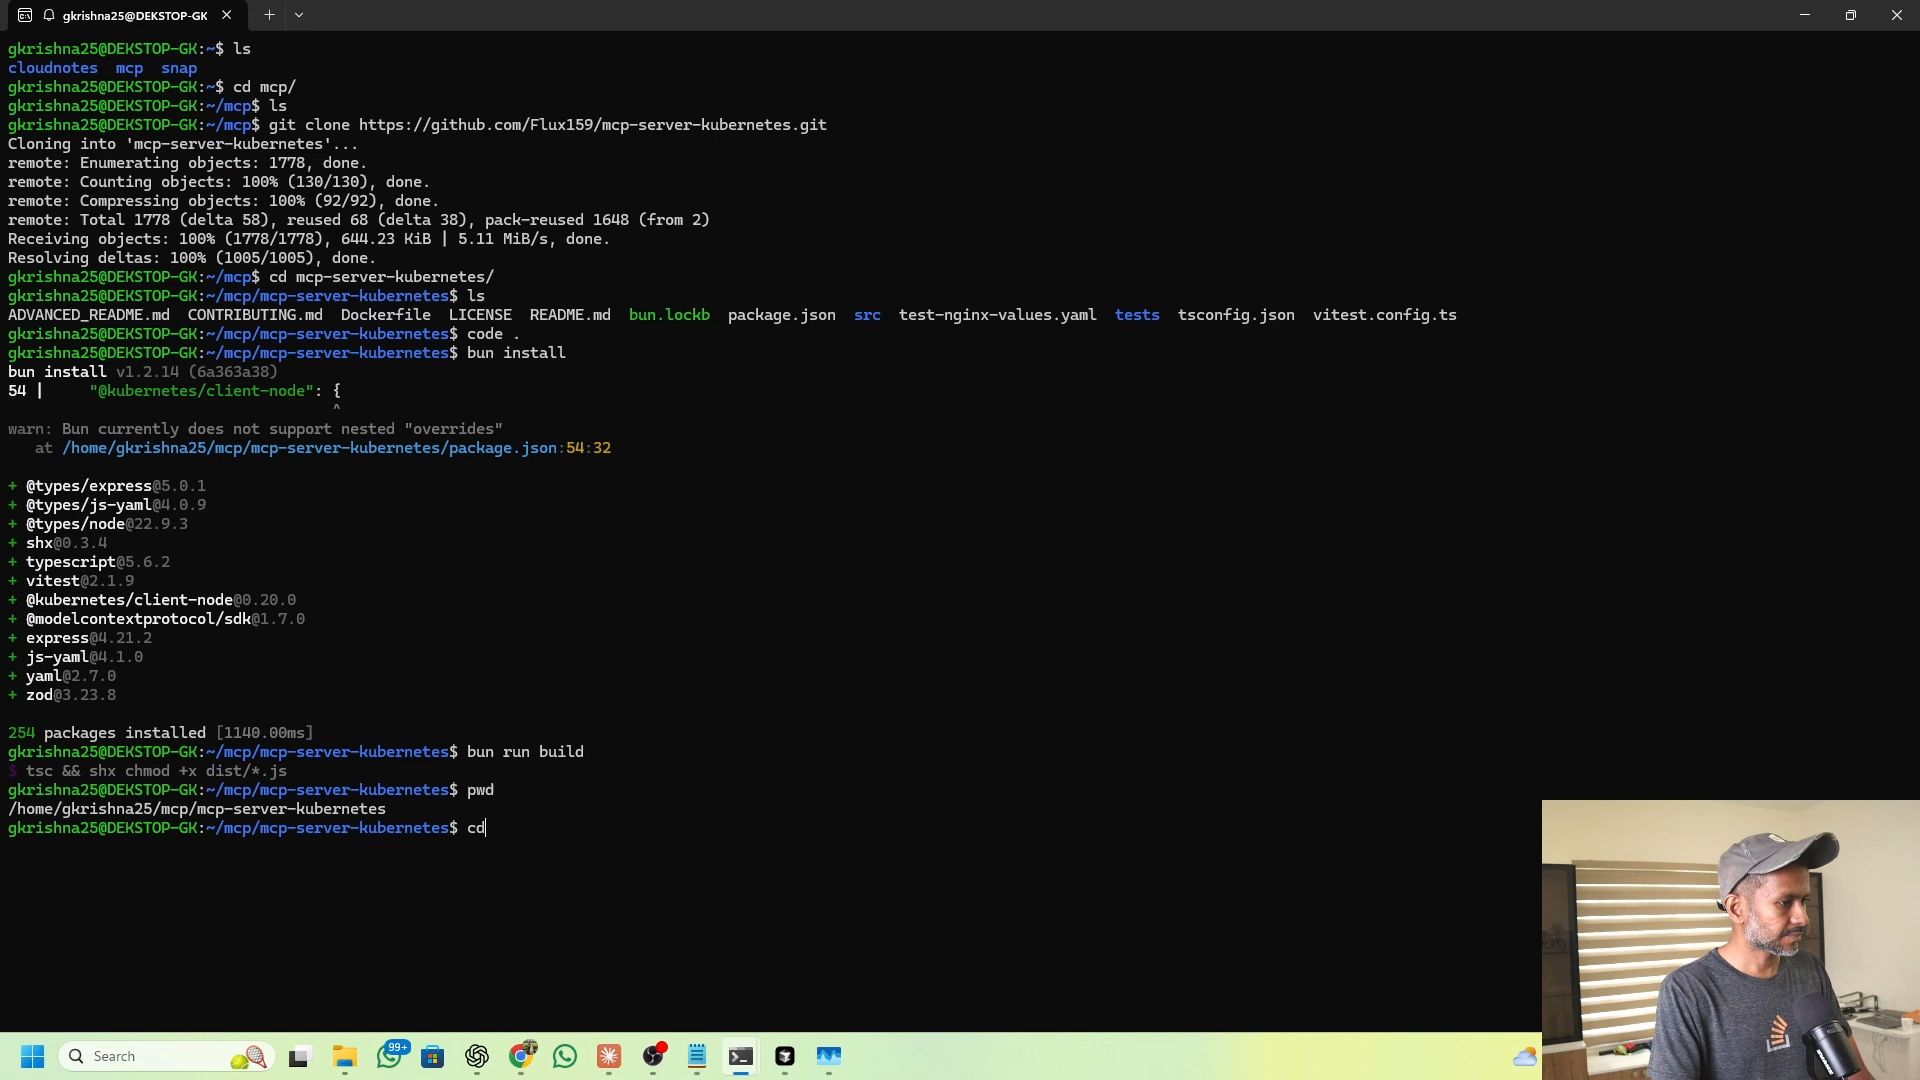 gkrishna25@DEKSTOP-GK
gkrishna25@DEKSTOP-GK:~$ ls
cloudnotes  mcp  snap
gkrishna25@DEKSTOP-GK:~$ cd mcp/
gkrishna25@DEKSTOP-GK:~/mcp$ ls
gkrishna25@DEKSTOP-GK:~/mcp$ git clone https://github.com/Flux159/mcp-server-kubernetes.git
Cloning into 'mcp-server-kubernetes'...
remote: Enumerating objects: 1778, done.
remote: Counting objects: 100% (130/130), done.
remote: Compressing objects: 100% (92/92), done.
remote: Total 1778 (delta 58), reused 68 (delta 38), pack-reused 1648 (from 2)
Receiving objects: 100% (1778/1778), 644.23 KiB | 5.11 MiB/s, done.
Resolving deltas: 100% (1005/1005), done.
gkrishna25@DEKSTOP-GK:~/mcp$ cd mcp-server-kubernetes/
gkrishna25@DEKSTOP-GK:~/mcp/mcp-server-kubernetes$ ls
ADVANCED_README.md  CONTRIBUTING.md  Dockerfile  LICENSE  README.md  bun.lockb  package.json  src  test-nginx-values.yaml  tests  tsconfig.json  vitest.config.ts
gkrishna25@DEKSTOP-GK:~/mcp/mcp-server-kubernetes$ code .
gkrishna25@DEKSTOP-GK:~/mcp/mcp-server-kubernetes$ bun install
bun install v1.2.14 (6a363a38)
54 |     "@kubernetes/client-node": {
^
warn: Bun currently does not support nested "overrides"
at /home/gkrishna25/mcp/mcp-server-kubernetes/package.json:54:32
+ @types/express@5.0.1
+ @types/js-yaml@4.0.9
+ @types/node@22.9.3
+ shx@0.3.4
+ typescript@5.6.2
+ vitest@2.1.9
+ @kubernetes/client-node@0.20.0
+ @modelcontextprotocol/sdk@1.7.0
+ express@4.21.2
+ js-yaml@4.1.0
+ yaml@2.7.0
+ zod@3.23.8
254 packages installed [1140.00ms]
gkrishna25@DEKSTOP-GK:~/mcp/mcp-server-kubernetes$ bun run build
$ tsc && shx chmod +x dist/*.js
gkrishna25@DEKSTOP-GK:~/mcp/mcp-server-kubernetes$ pwd
/home/gkrishna25/mcp/mcp-server-kubernetes
gkrishna25@DEKSTOP-GK:~/mcp/mcp-server-kubernetes$ cd
Search
99+